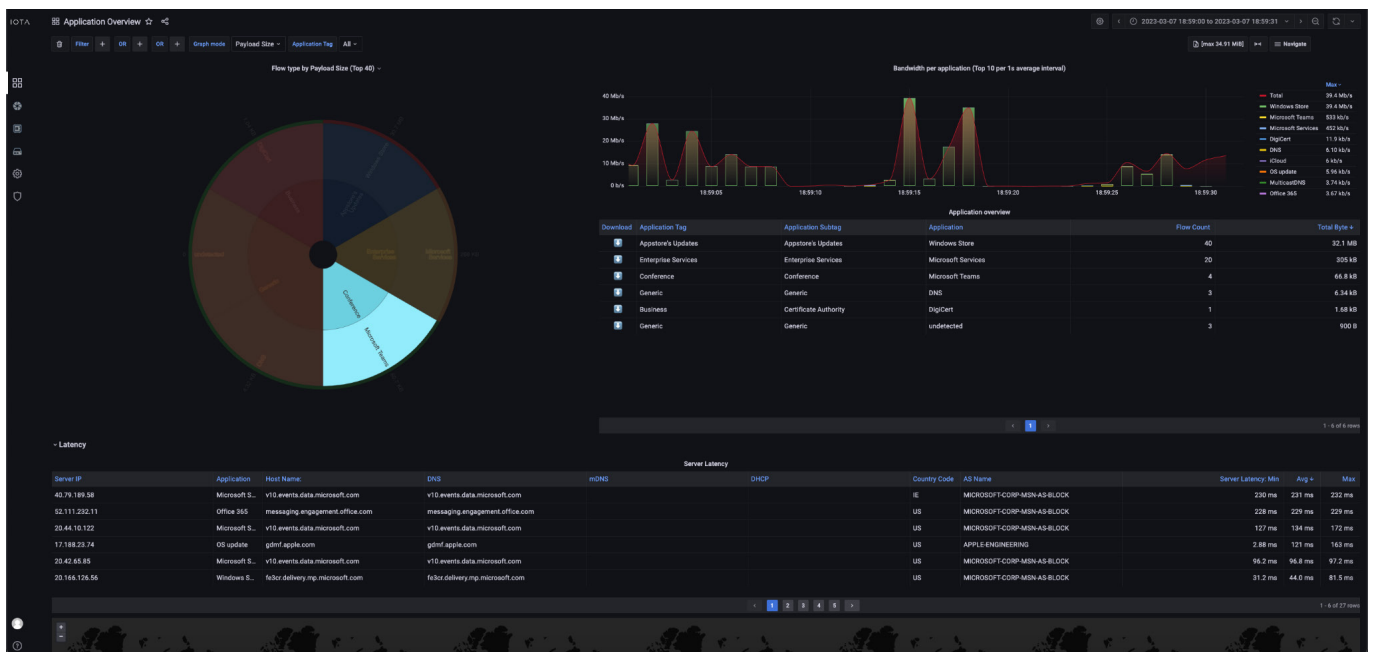 IOTA
Application Overview
2023-03-07 18:59:00 to 2023-03-07 18:59:31
Filter + OR + OR + Graph mode Payload Size Application Tag All
[max 34.91 MiB] Navigate
Flow type by Payload Size (Top 40)
Conference
Microsoft Teams
Enterprise Services
Microsoft Services
Bandwidth per application (Top 10 per 1s average interval)
40 Mb/s
30 Mb/s
20 Mb/s
10 Mb/s
0 b/s
18:59:05 18:59:10 18:59:15 18:59:20 18:59:25 18:59:30
Max
Total 39.4 Mb/s
Windows Store 39.4 Mb/s
Microsoft Teams 533 kb/s
Microsoft Services 452 kb/s
DigiCert 11.9 kb/s
DNS 6.10 kb/s
iCloud 6 kb/s
OS update 5.96 kb/s
MulticastDNS 3.74 kb/s
Office 365 3.67 kb/s
Application overview
Download Application Tag Application Subtag Application Flow Count Total Byte
Appstore's Updates Appstore's Updates Windows Store 40 32.1 MB
Enterprise Services Enterprise Services Microsoft Services 20 305 kB
Conference Conference Microsoft Teams 4 66.8 kB
Generic Generic DNS 3 6.34 kB
Business Certificate Authority DigiCert 1 1.68 kB
Generic Generic undetected 3 900 B
1
1 - 6 of 6 rows
Latency
Server Latency
Server IP Application Host Name: DNS mDNS DHCP Country Code AS Name Server Latency: Min Avg Max
40.79.189.58 Microsoft S... v10.events.data.microsoft.com v10.events.data.microsoft.com IE MICROSOFT-CORP-MSN-AS-BLOCK 230 ms 231 ms 232 ms
52.111.232.11 Office 365 messaging.engagement.office.com messaging.engagement.office.com US MICROSOFT-CORP-MSN-AS-BLOCK 228 ms 229 ms 229 ms
20.44.10.122 Microsoft S... v10.events.data.microsoft.com v10.events.data.microsoft.com US MICROSOFT-CORP-MSN-AS-BLOCK 127 ms 134 ms 172 ms
17.188.23.74 OS update gdmf.apple.com gdmf.apple.com US APPLE-ENGINEERING 2.88 ms 121 ms 163 ms
20.42.65.85 Microsoft S... v10.events.data.microsoft.com v10.events.data.microsoft.com US MICROSOFT-CORP-MSN-AS-BLOCK 96.2 ms 96.8 ms 97.2 ms
20.166.126.56 Windows S... fe3cr.delivery.mp.microsoft.com fe3cr.delivery.mp.microsoft.com US MICROSOFT-CORP-MSN-AS-BLOCK 31.2 ms 44.0 ms 81.5 ms
1 2 3 4 5
1 - 6 of 27 rows